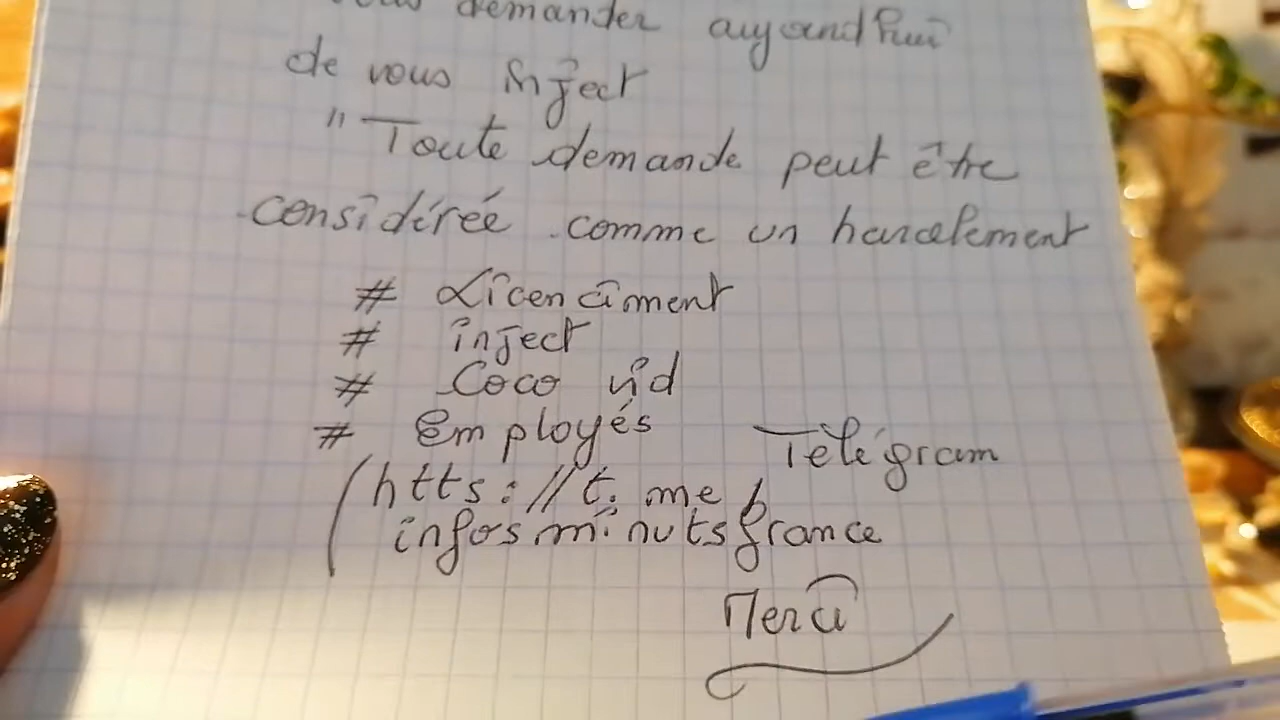 demander aujourd'hui
de vous inject
"Toute demande peut être
considérée comme un harcelement
# Licenciment
# inject
# Coco vid
# Employés
Télégram
(htts://t.me/
infosminutsfrance
Merci